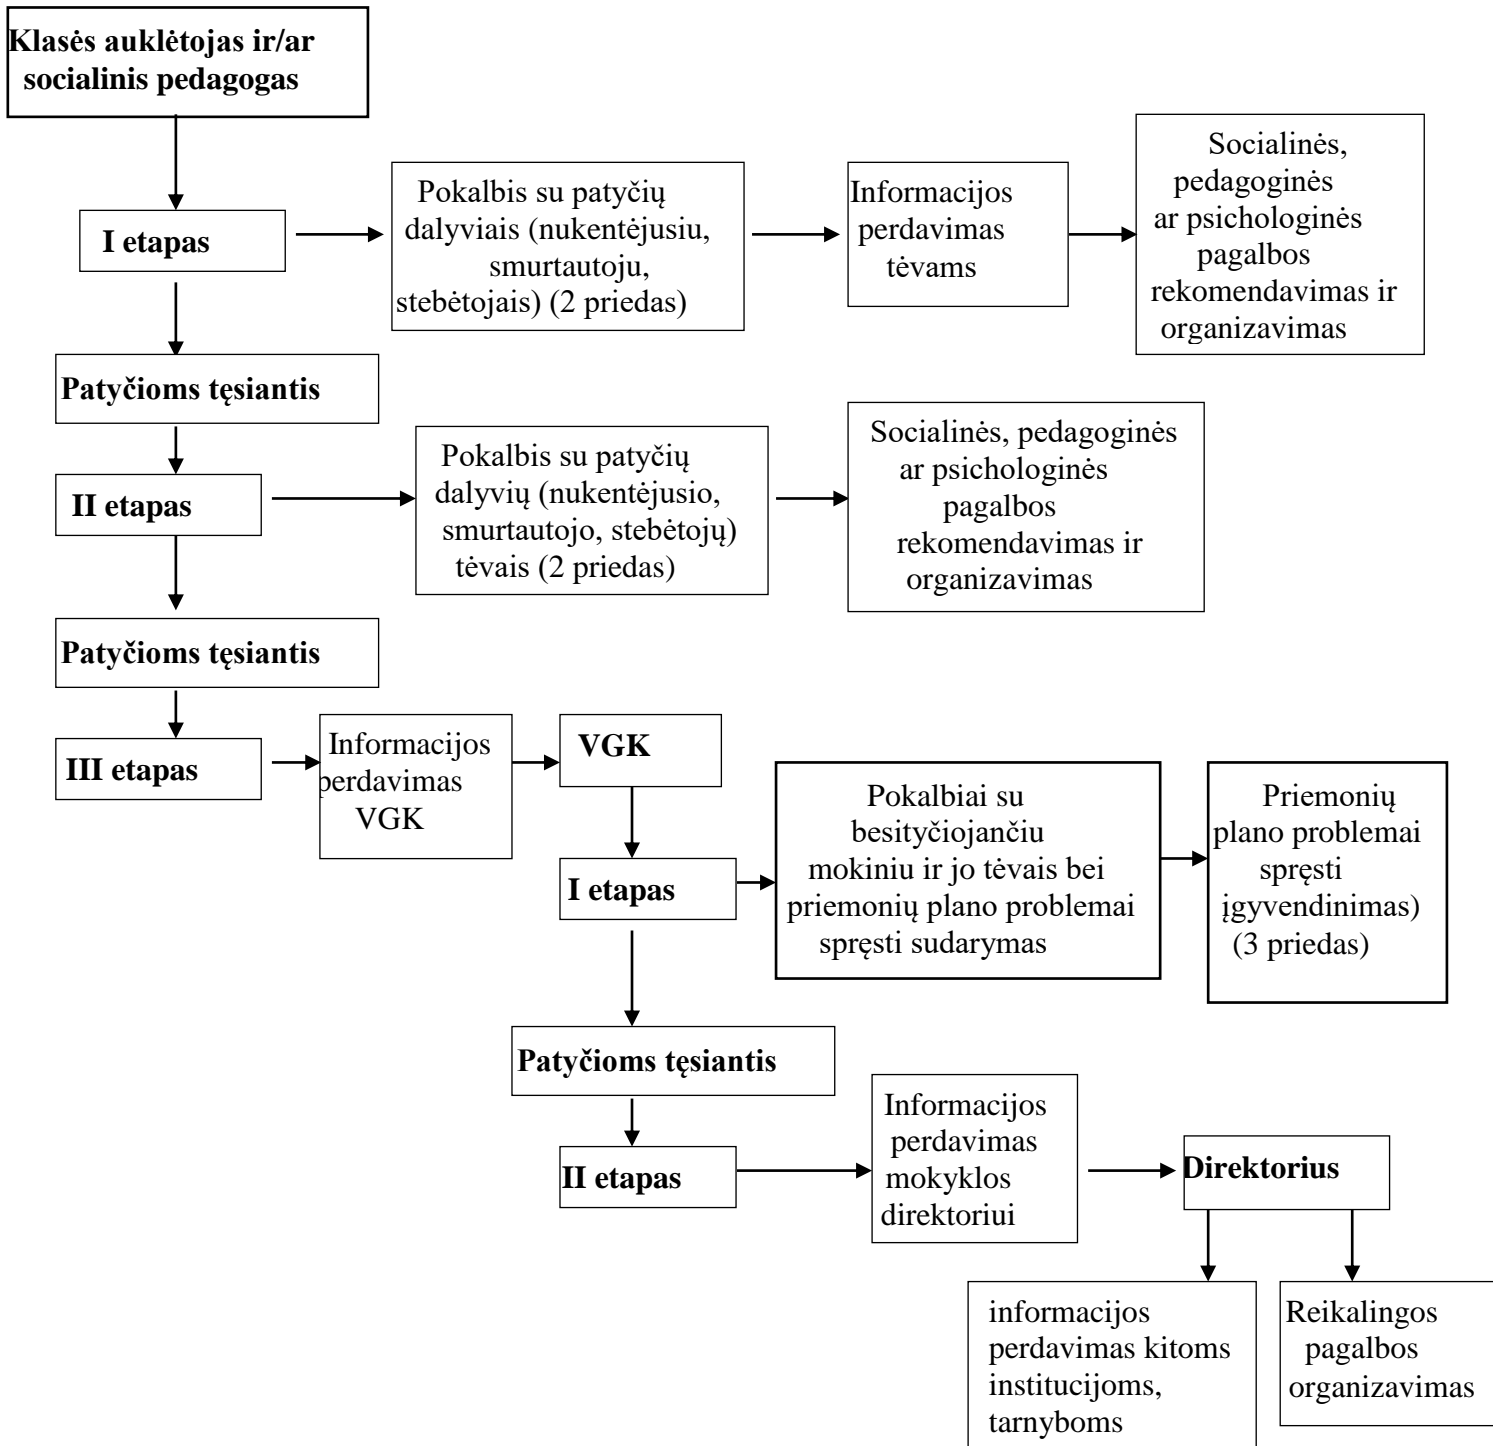 Klasės auklėtojas ir/ar
socialinis pedagogas
I etapas
Pokalbis su patyčių
dalyviais (nukentėjusiu,
smurtautoju,
stebėtojais) (2 priedas)
Informacijos
perdavimas
tėvams
Socialinės,
pedagoginės
ar psichologinės
pagalbos
rekomendavimas ir
organizavimas
Patyčioms tęsiantis
II etapas
Pokalbis su patyčių
dalyvių (nukentėjusio,
smurtautojo, stebėtojų)
tėvais (2 priedas)
Socialinės, pedagoginės
ar psichologinės
pagalbos
rekomendavimas ir
organizavimas
Patyčioms tęsiantis
III etapas
Informacijos
perdavimas
VGK
VGK
I etapas
Pokalbiai su
besityčiojančiu
mokiniu ir jo tėvais bei
priemonių plano problemai
spręsti sudarymas
Priemonių
plano problemai
spręsti
įgyvendinimas)
(3 priedas)
Patyčioms tęsiantis
II etapas
Informacijos
perdavimas
mokyklos
direktoriui
Direktorius
informacijos
perdavimas kitoms
institucijoms,
tarnyboms
Reikalingos
pagalbos
organizavimas